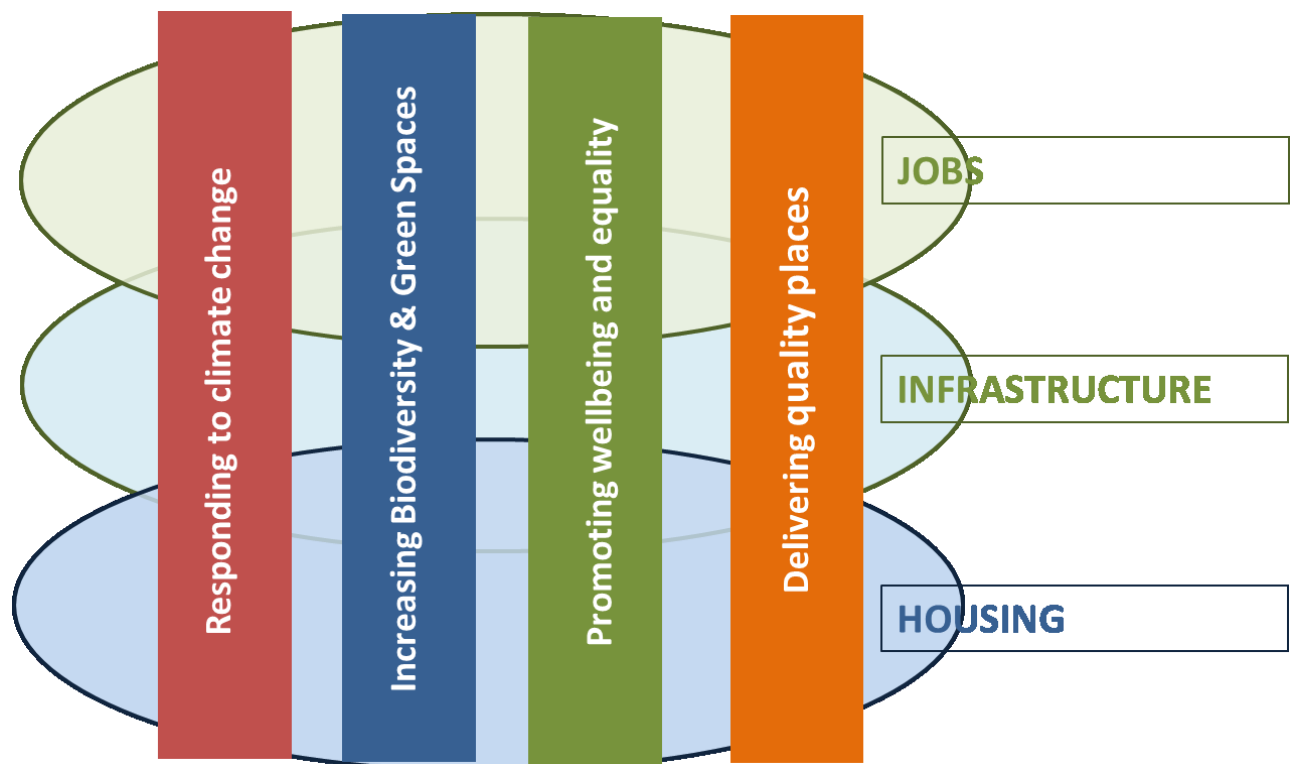 Responding to climate change
Increasing Biodiversity & Green Spaces
Promoting wellbeing and equality
Delivering quality places
JOBS
INFRASTRUCTURE
HOUSING